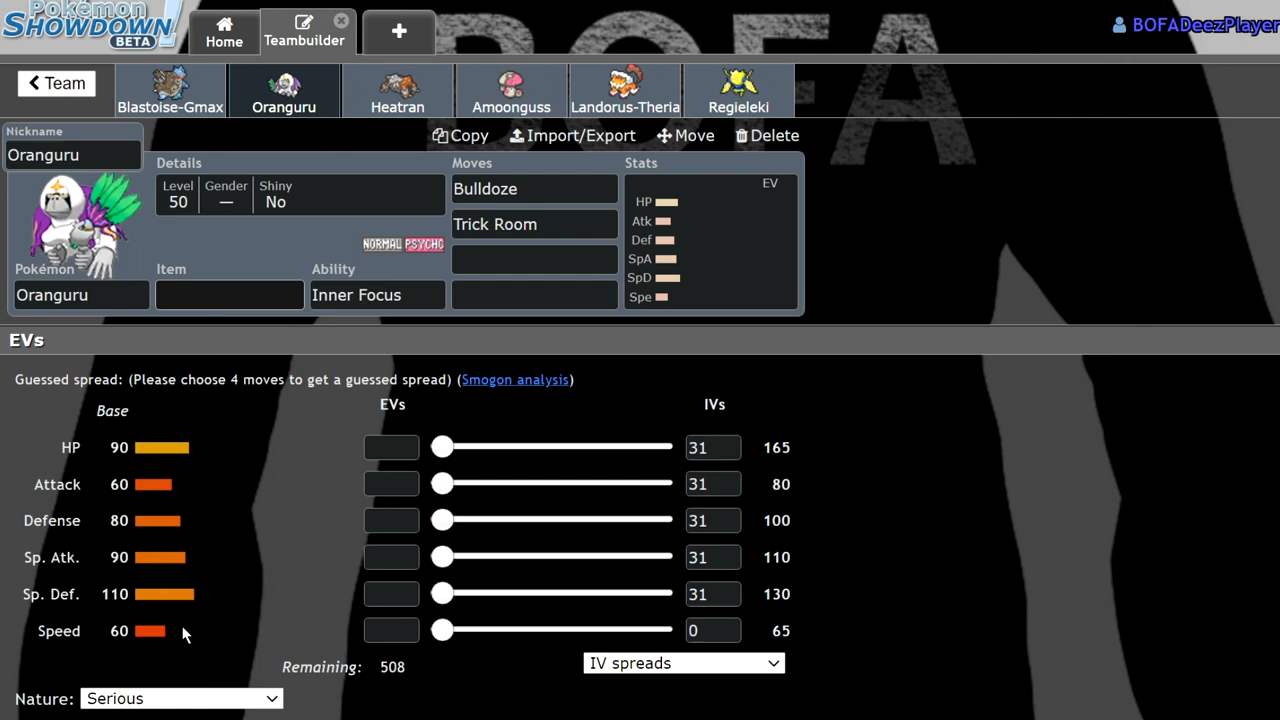 Pokémon
SHOWDOWN!
BETA
Home
Teambuilder
+
BOFADeezPlayer
BOFA
Team
Blastoise-Gmax
Oranguru
Heatran
Amoonguss
Landorus-Theria
Regieleki
Copy
Import/Export
Move
Delete
Nickname
Oranguru
Details
Level
50
Gender
—
Shiny
No
NORMAL PSYCHC
Pokémon
Oranguru
Item
Ability
Inner Focus
Moves
Bulldoze
Trick Room
Stats
EV
HP
Atk
Def
SpA
SpD
Spe
EVs
Guessed spread: (Please choose 4 moves to get a guessed spread) (Smogon analysis)
Base EVs IVs
HP 90 31 165
Attack 60 31 80
Defense 80 31 100
Sp. Atk. 90 31 110
Sp. Def. 110 31 130
Speed 60 0 65
Remaining: 508
IV spreads
Nature: Serious